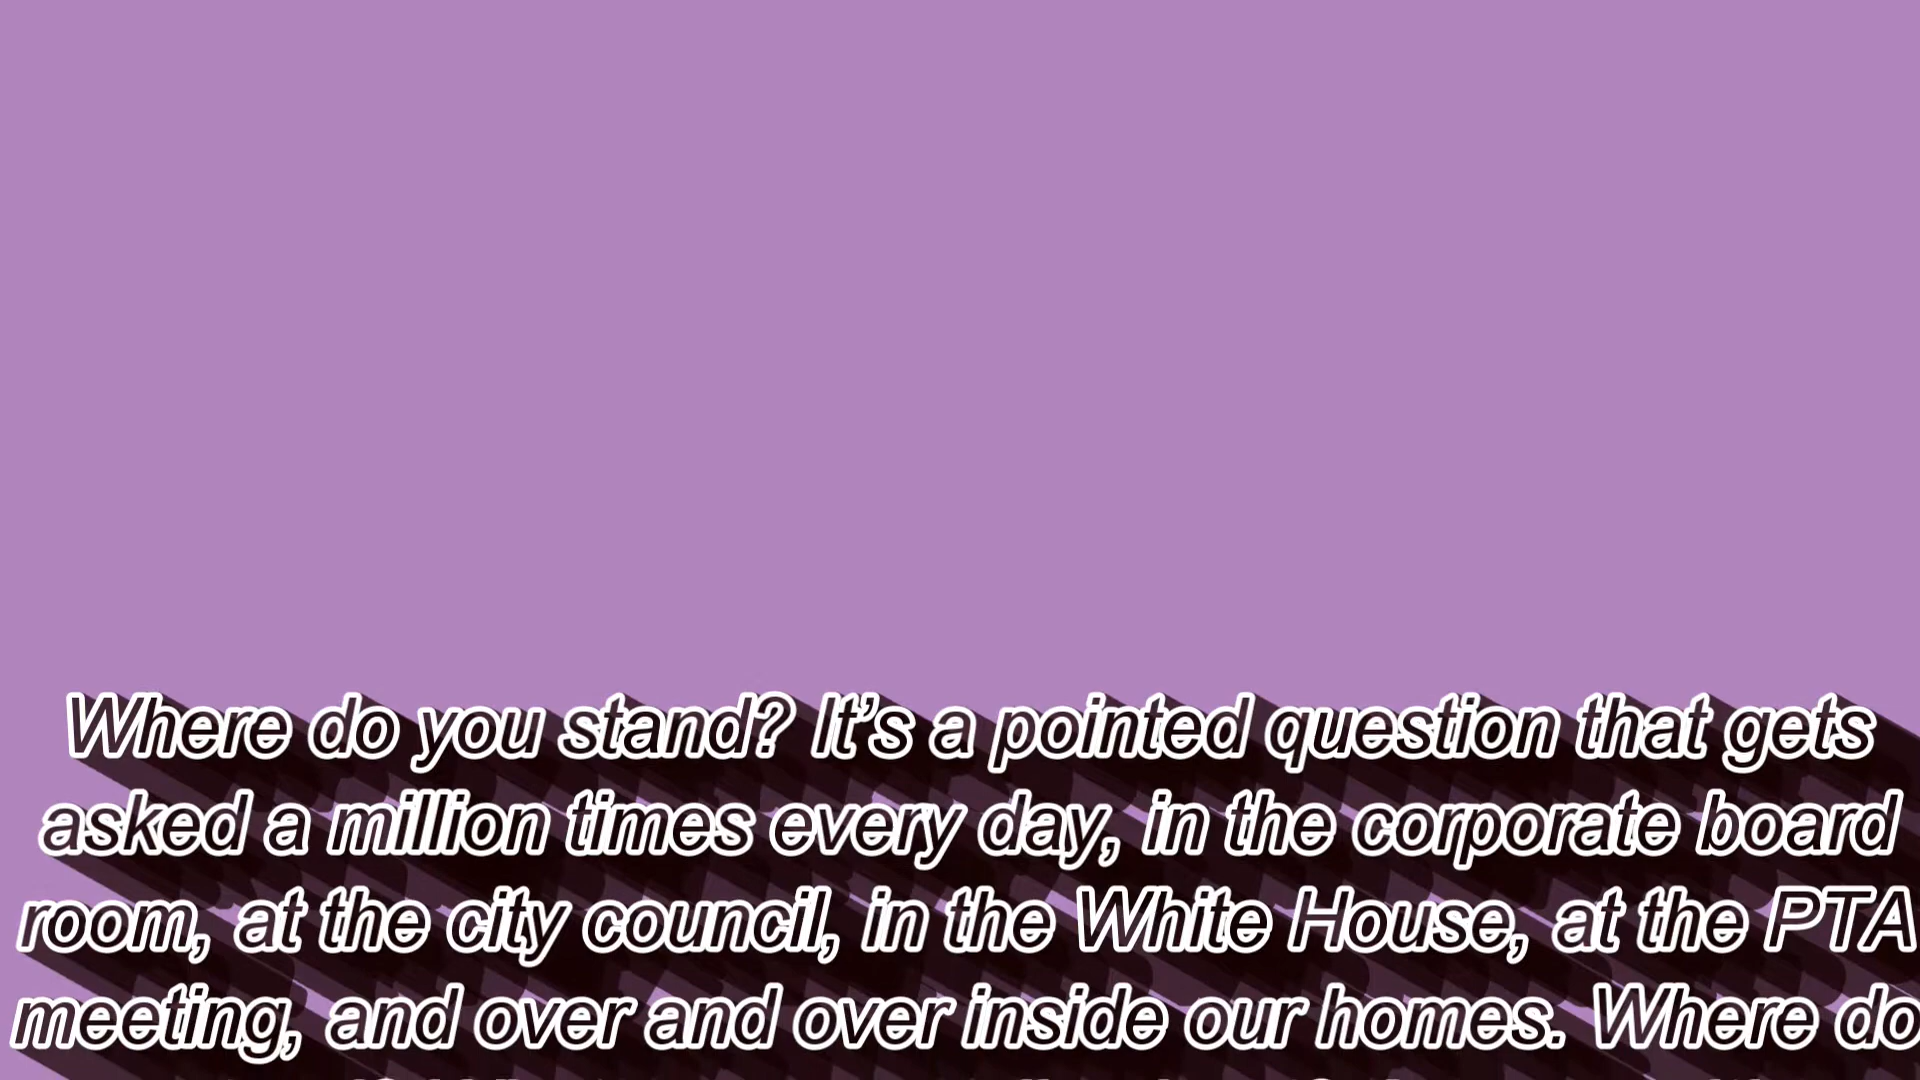 Where do you stand? It’s a pointed question that gets
asked a million times every day, in the corporate board
room, at the city council, in the White House, at the PTA
meeting, and over and over inside our homes. Where do